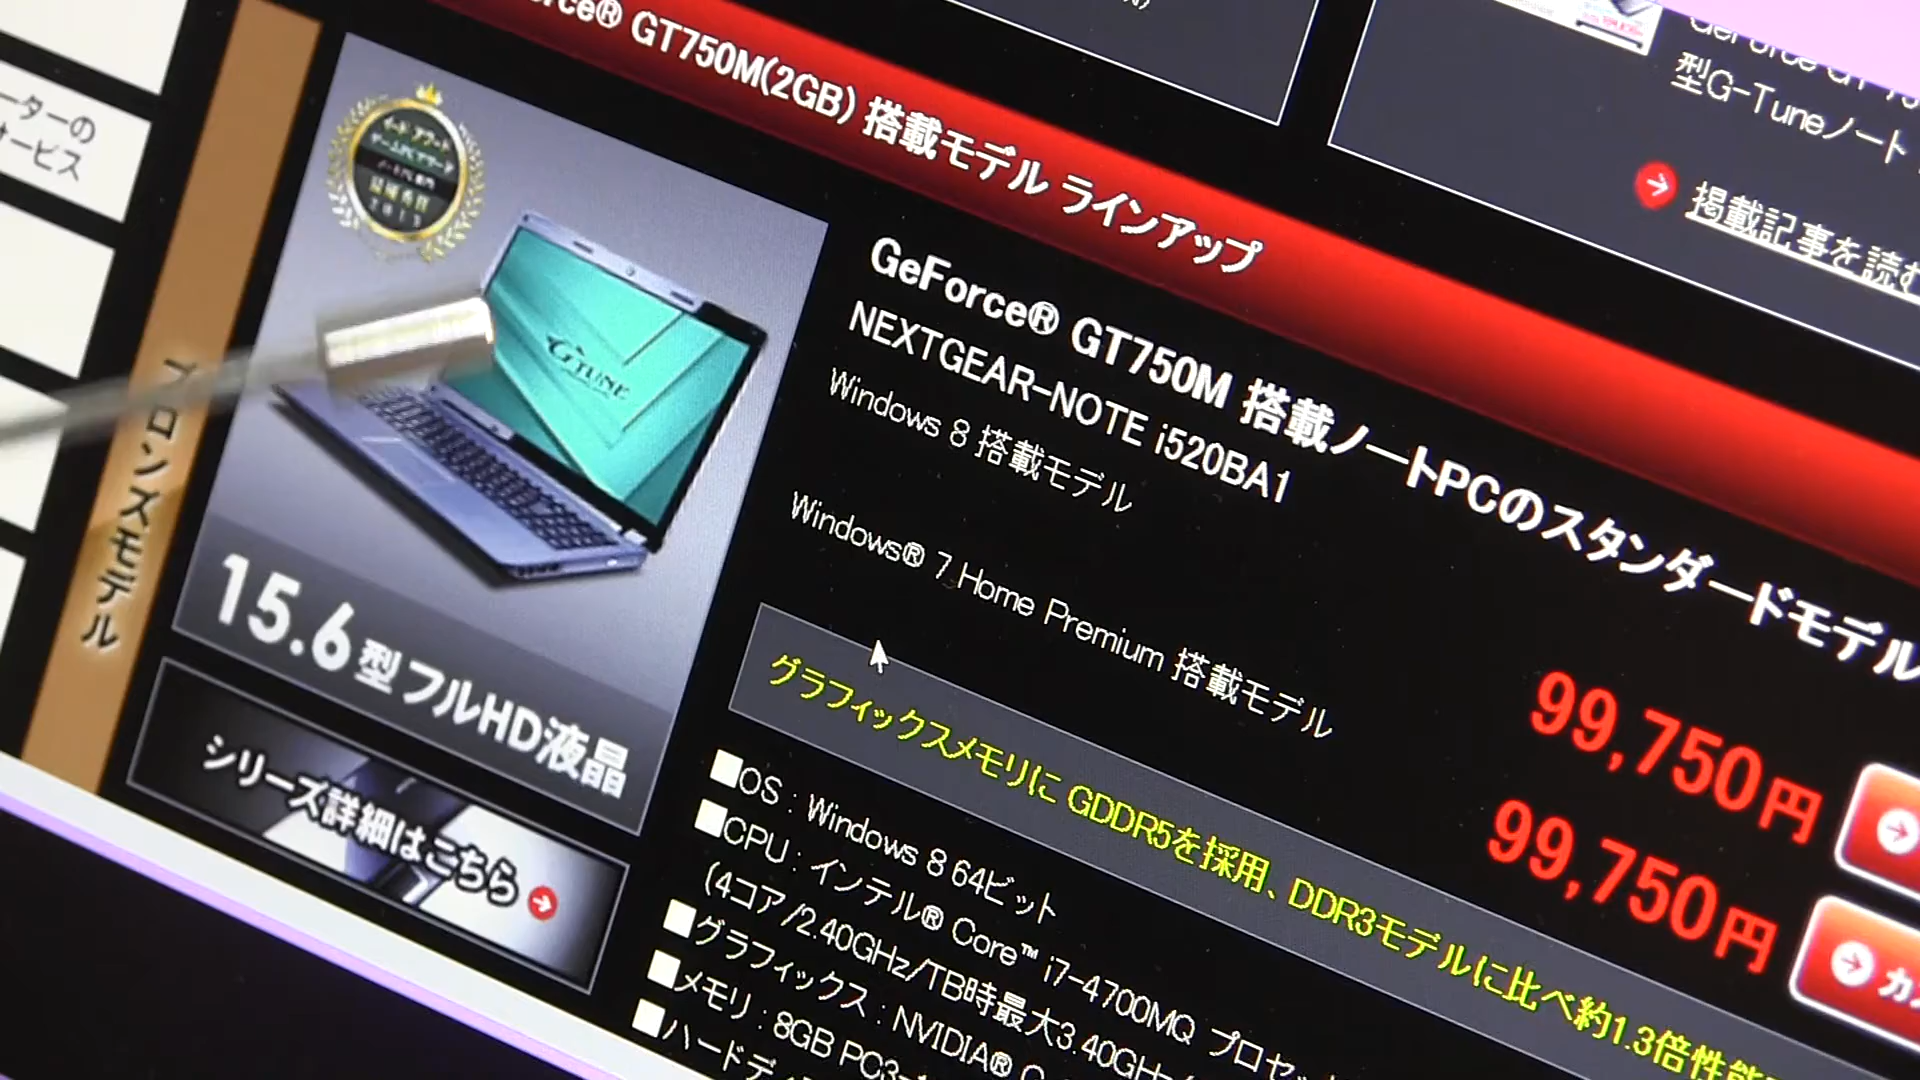 GT750M(2GB) 搭載モデル ラインアップ
型G-Tuneノート
掲載記事を読む
ービス
ブロンズモデル
2013
G-TUNE
15.6型 フルHD液晶
シリーズ詳細はこちら
GeForce® GT750M 搭載ノートPCのスタンダードモデル
NEXTGEAR-NOTE i520BA1
Windows 8 搭載モデル
99,750円
Windows® 7 Home Premium 搭載モデル
99,750円
グラフィックスメモリに GDDR5を採用、DDR3モデルに比べ約1.3倍性能
■OS : Windows 8 64ビット
■CPU : インテル® Core™ i7-4700MQ プロセッ
(4コア/2.40GHz/TB時最大3.40GHz
■グラフィックス : NVIDIA®
■メモリ : 8GB PC3-
■ハードディ